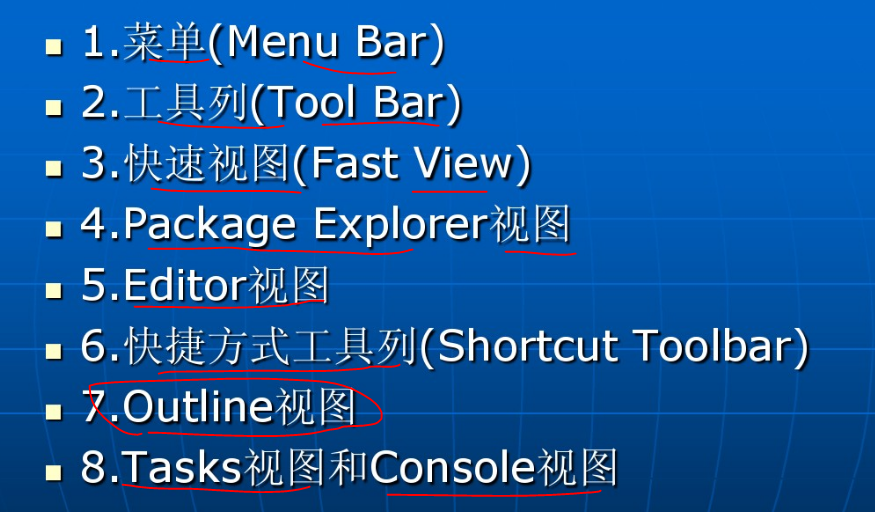 1.菜单(Menu Bar)
2.工具列(Tool Bar)
3.快速视图(Fast View)
4.Package Explorer视图
5.Editor视图
6.快捷方式工具列(Shortcut Toolbar)
7.Outline视图
8.Tasks视图和Console视图